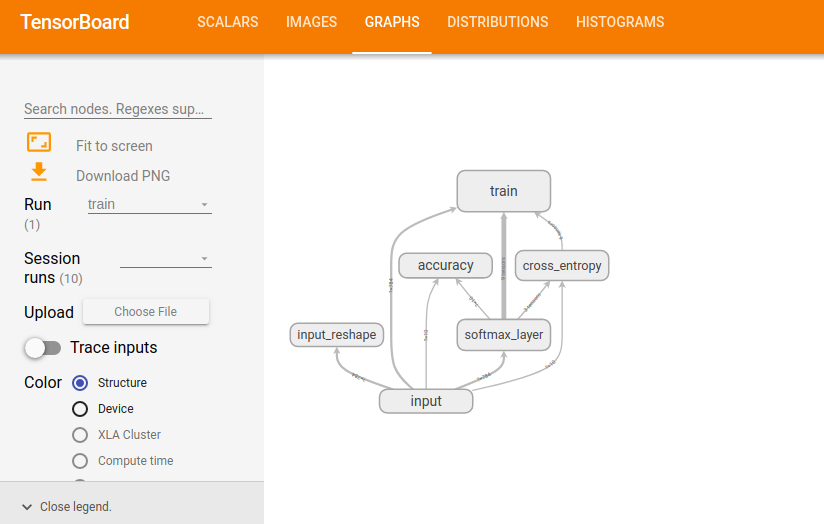 TensorBoard SCALARS IMAGES GRAPHS DISTRIBUTIONS HISTOGRAMS
Search nodes. Regexes sup...
Fit to screen
Download PNG
Run train
(1)
Session
runs (10)
Upload Choose File
Trace inputs
Color Structure
Device
XLA Cluster
Compute time
Close legend.
train
accuracy
cross_entropy
input_reshape
softmax_layer
input